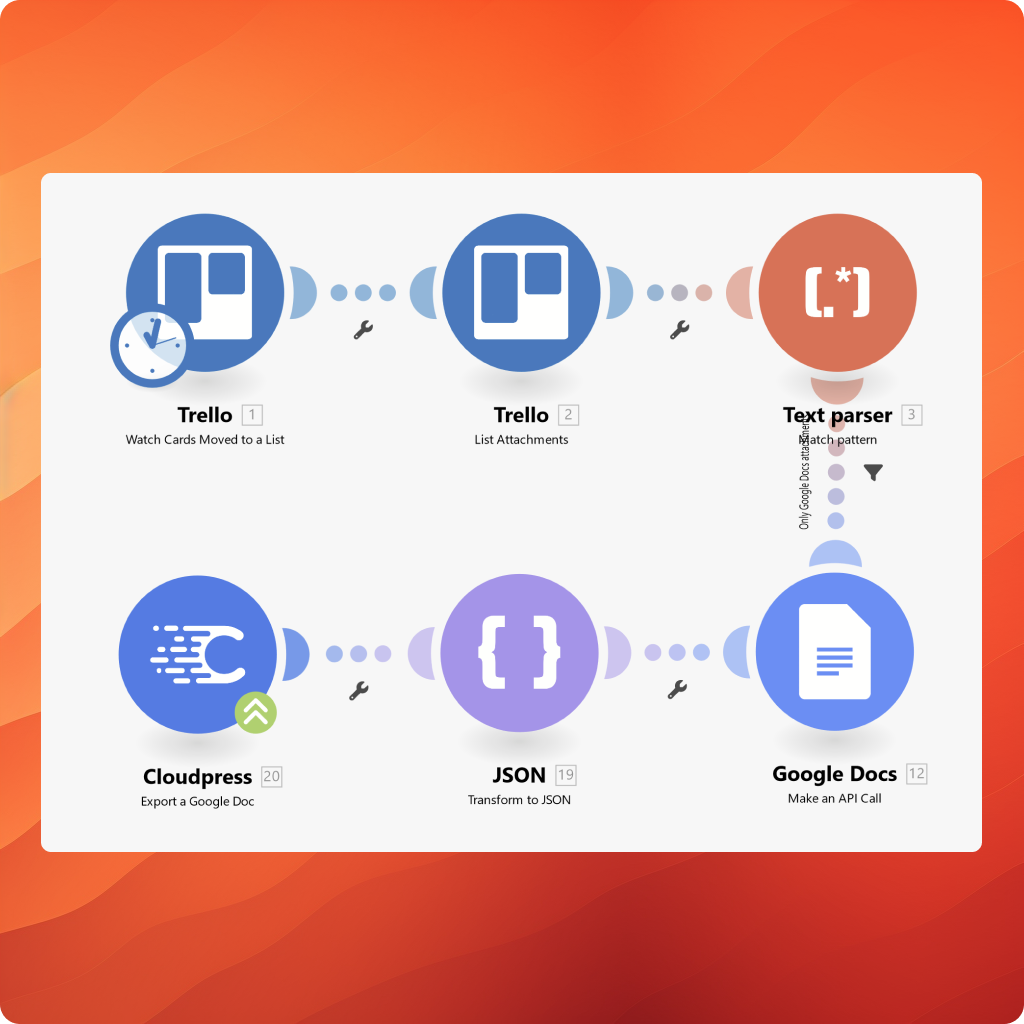 Trello 1
Watch Cards Moved to a List
Trello 2
List Attachments
[.*]
Text parser 3
Match pattern
Only Google Docs attachments
Cloudpress 20
Export a Google Doc
{ }
JSON 19
Transform to JSON
Google Docs 12
Make an API Call